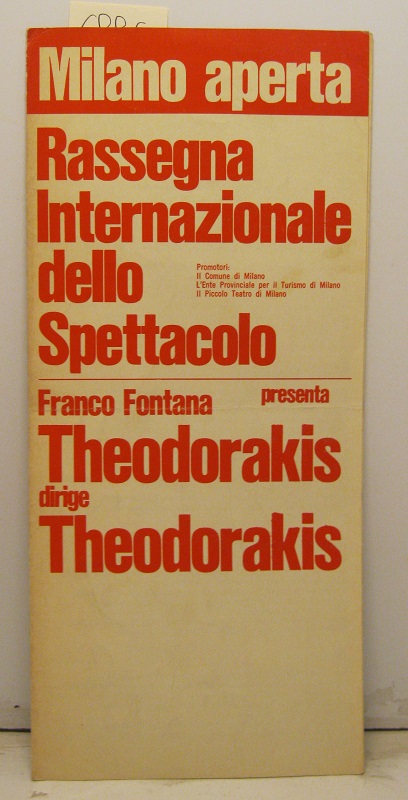 Milano aperta
Rassegna
Internazionale
dello
Promotori:
Il Comune di Milano
L'Ente Provinciale per il Turismo di Milano
Il Piccolo Teatro di Milano
Spettacolo
Franco Fontana presenta
Theodorakis
dirige
Theodorakis